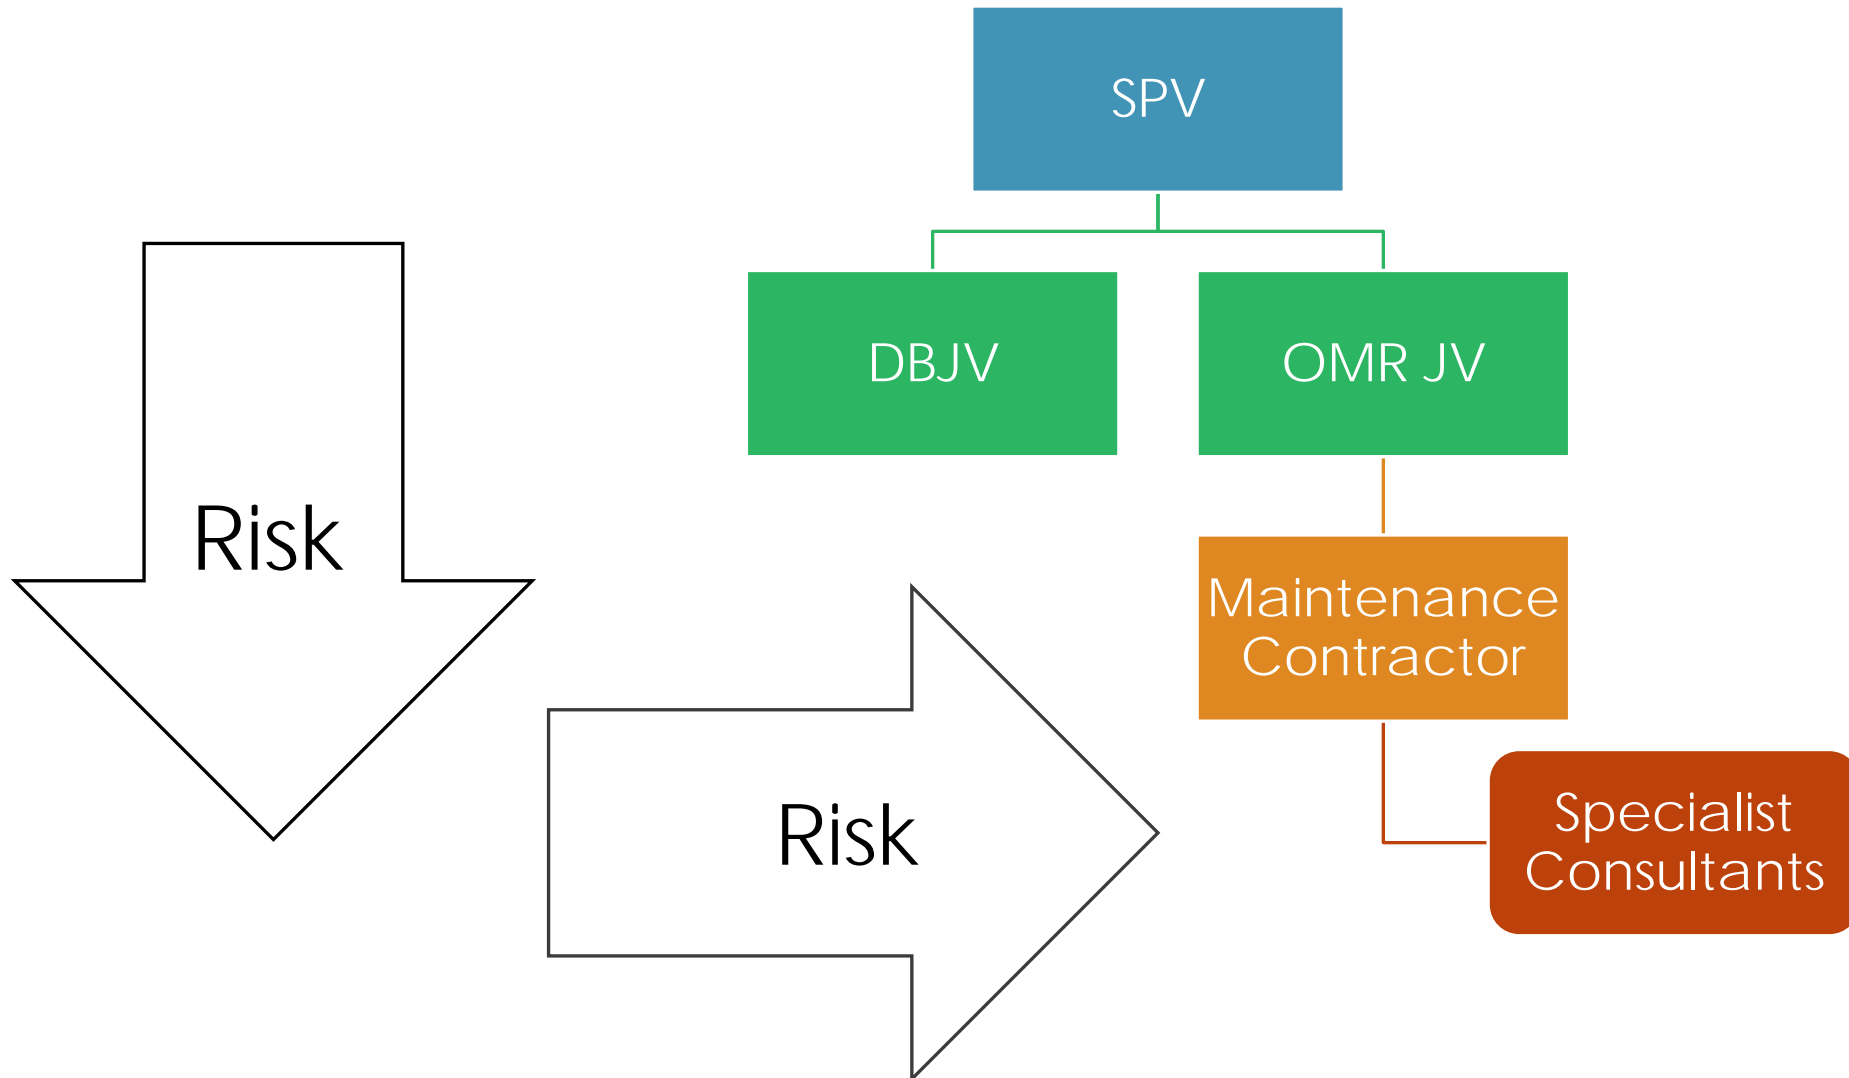 SPV
DBJV
OMR JV
Risk
Maintenance
Contractor
Risk
Specialist
Consultants